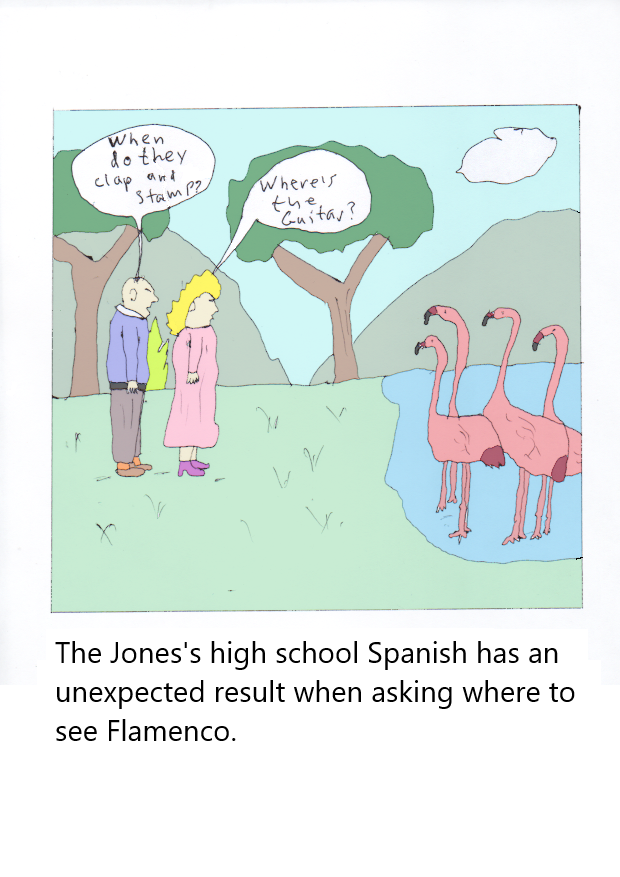 When
do they
clap and
stamp?
Where's
the
Guitar?
The Jones's high school Spanish has an
unexpected result when asking where to
see Flamenco.